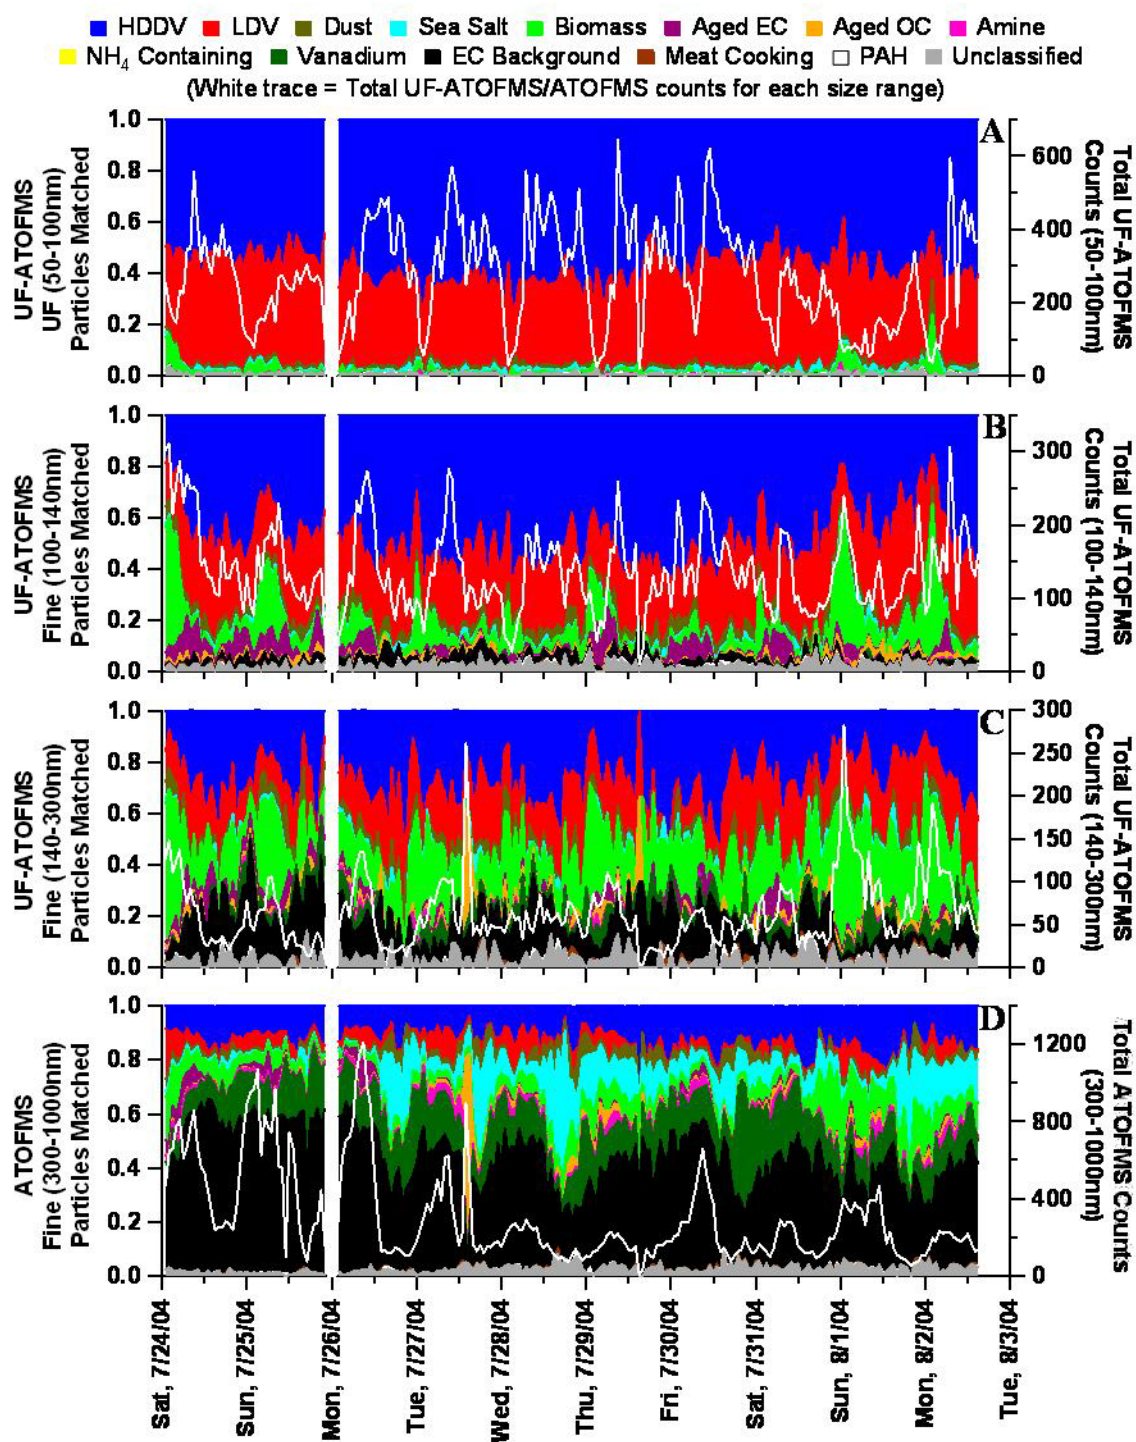 HDDV LDV Dust Sea Salt Biomass Aged EC Aged OC Amine
NH4 Containing Vanadium EC Background Meat Cooking PAH Unclassified
(White trace = Total UF-ATOFMS/ATOFMS counts for each size range)
UF-ATOFMS
UF (50-100nm)
Particles Matched
1.0
0.8
0.6
0.4
0.2
0.0
A
600
400
200
0
Total UF-ATOFMS
Counts (50-100nm)
UF-ATOFMS
Fine (100-140nm)
Particles Matched
1.0
0.8
0.6
0.4
0.2
0.0
B
300
200
100
0
Total UF-ATOFMS
Counts (100-140nm)
UF-ATOFMS
Fine (140-300nm)
Particles Matched
1.0
0.8
0.6
0.4
0.2
0.0
C
300
250
200
150
100
50
0
Total UF-ATOFMS
Counts (140-300nm)
ATOFMS
Fine (300-1000nm)
Particles Matched
1.0
0.8
0.6
0.4
0.2
0.0
D
1200
800
400
0
Total ATOFMS Counts
(300-1000nm)
Sat, 7/24/04
Sun, 7/25/04
Mon, 7/26/04
Tue, 7/27/04
Wed, 7/28/04
Thu, 7/29/04
Fri, 7/30/04
Sat, 7/31/04
Sun, 8/1/04
Mon, 8/2/04
Tue, 8/3/04